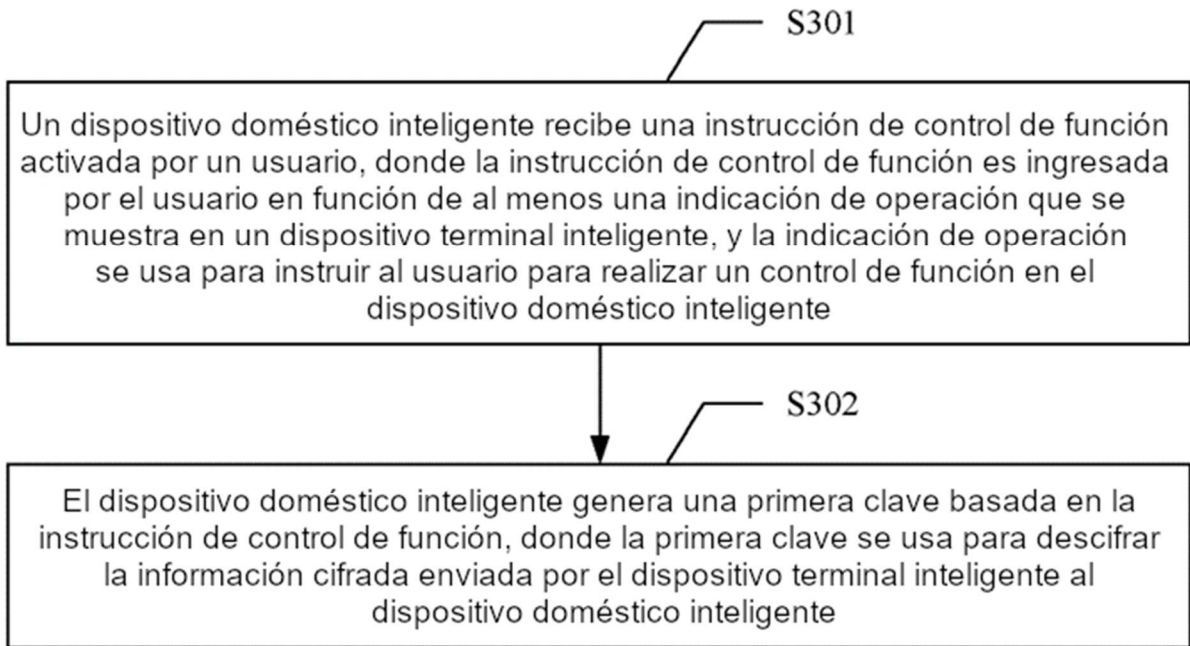 S301
Un dispositivo doméstico inteligente recibe una instrucción de control de función
activada por un usuario, donde la instrucción de control de función es ingresada
por el usuario en función de al menos una indicación de operación que se
muestra en un dispositivo terminal inteligente, y la indicación de operación
se usa para instruir al usuario para realizar un control de función en el
dispositivo doméstico inteligente
S302
El dispositivo doméstico inteligente genera una primera clave basada en la
instrucción de control de función, donde la primera clave se usa para descifrar
la información cifrada enviada por el dispositivo terminal inteligente al
dispositivo doméstico inteligente